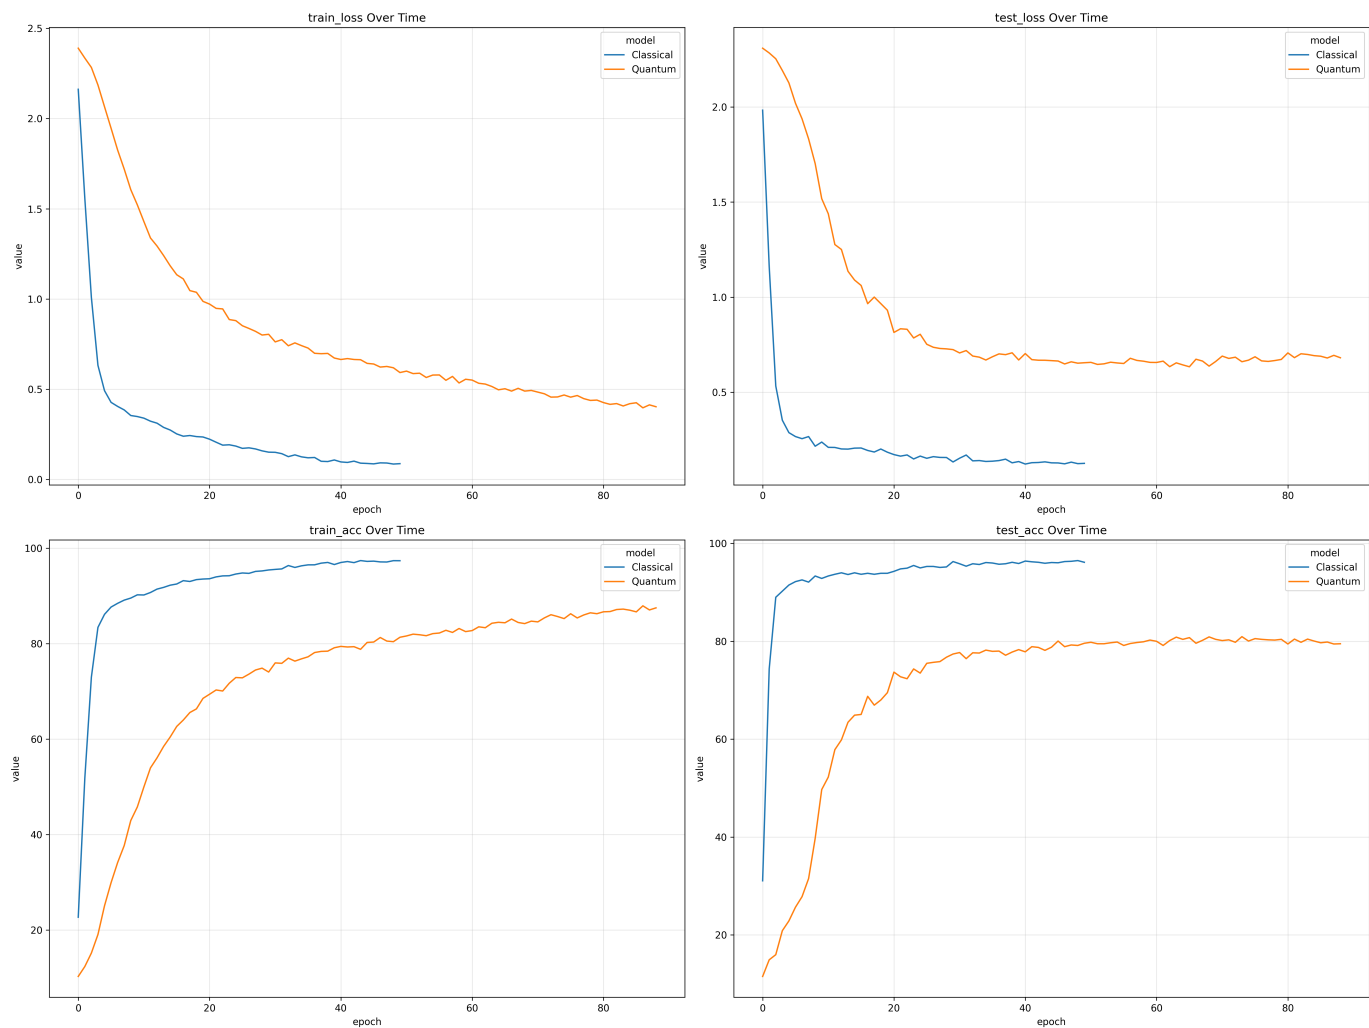 train_loss Over Time
2.5
2.0
1.5
1.0
0.5
0.0
value
0
20
40
60
80
epoch
model
Classical
Quantum
test_loss Over Time
2.0
1.5
1.0
0.5
value
0
20
40
60
80
epoch
model
Classical
Quantum
train_acc Over Time
100
80
60
40
20
value
0
20
40
60
80
epoch
model
Classical
Quantum
test_acc Over Time
100
80
60
40
20
value
0
20
40
60
80
epoch
model
Classical
Quantum